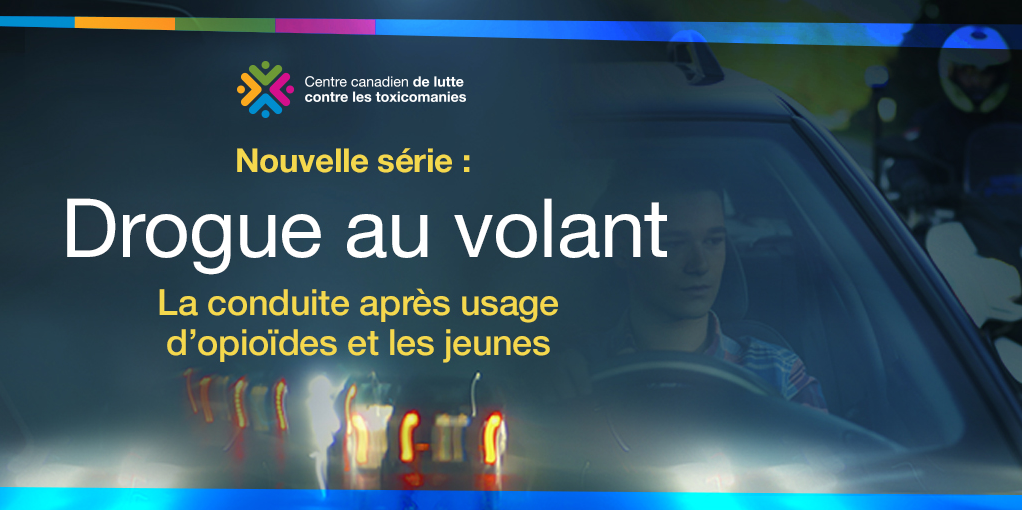 Centre canadien de lutte
contre les toxicomanies
Nouvelle série :
Drogue au volant
La conduite après usage
d’opioïdes et les jeunes